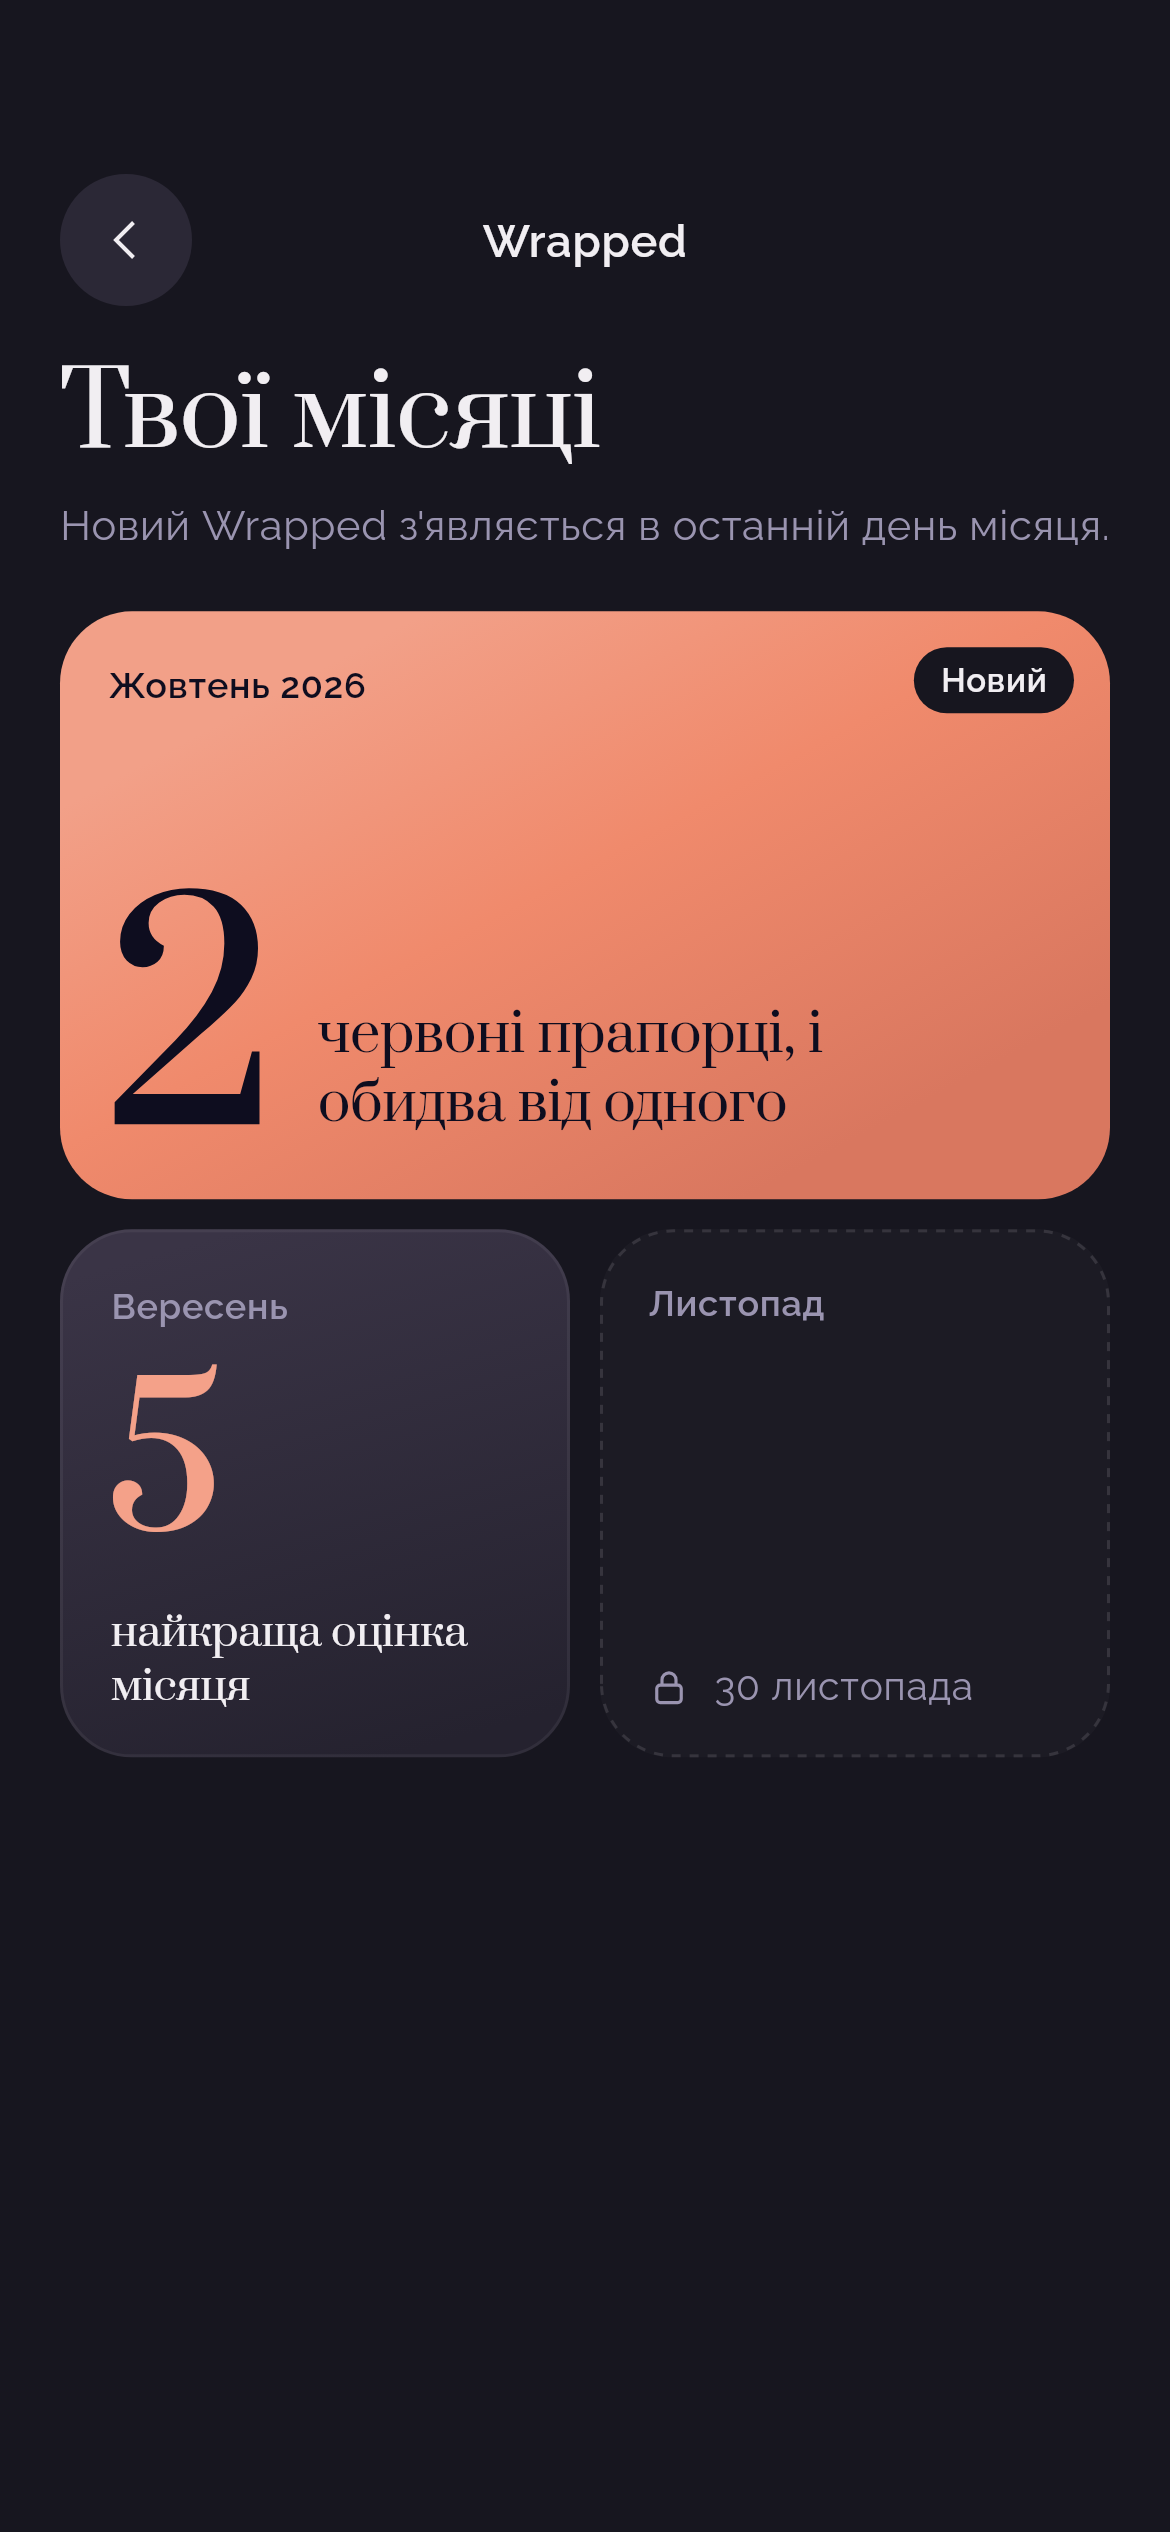 Wrapped
Твої місяці
Новий Wrapped з'являється в останній день місяця.
Жовтень 2026
Новий
2
червоні прапорці, і
обидва від одного
Вересень
5
найкраща оцінка
місяця
Листопад
30 листопада